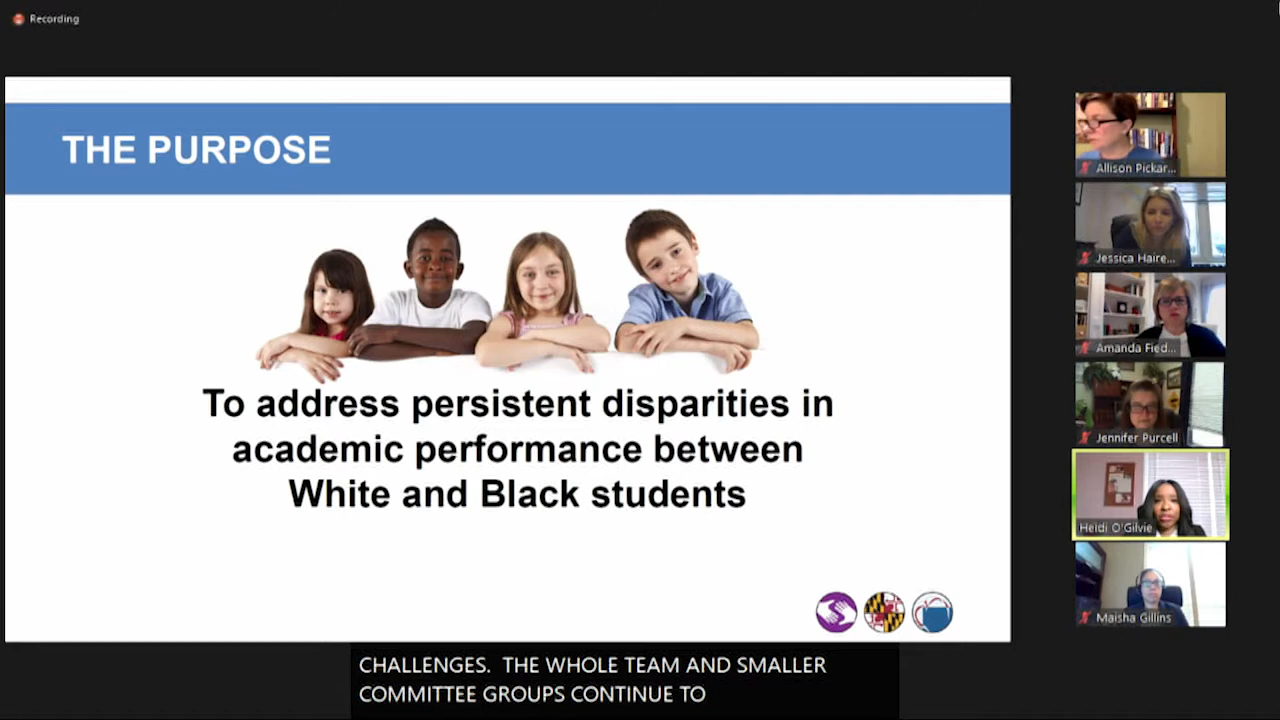 Recording
THE PURPOSE
To address persistent disparities in
academic performance between
White and Black students
Allison Pickar...
Jessica Haire...
Amanda Fied...
Jennifer Purcell
Heidi O'Gilvie
Maisha Gillins
CHALLENGES. THE WHOLE TEAM AND SMALLER
COMMITTEE GROUPS CONTINUE TO